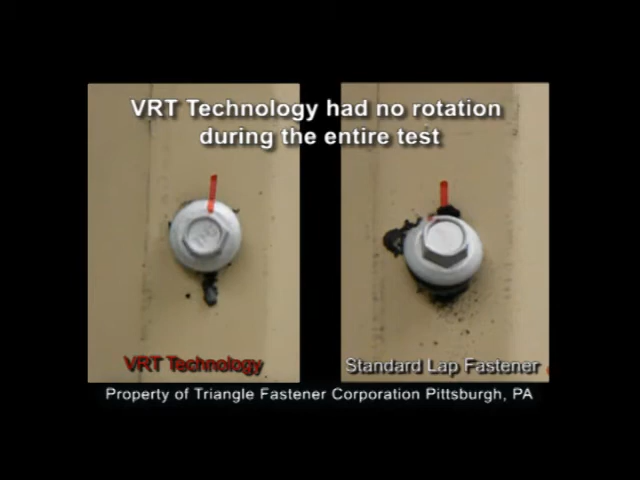 VRT Technology had no rotation
during the entire test
VRT Technology
Standard Lap Fastener
Property of Triangle Fastener Corporation Pittsburgh, PA